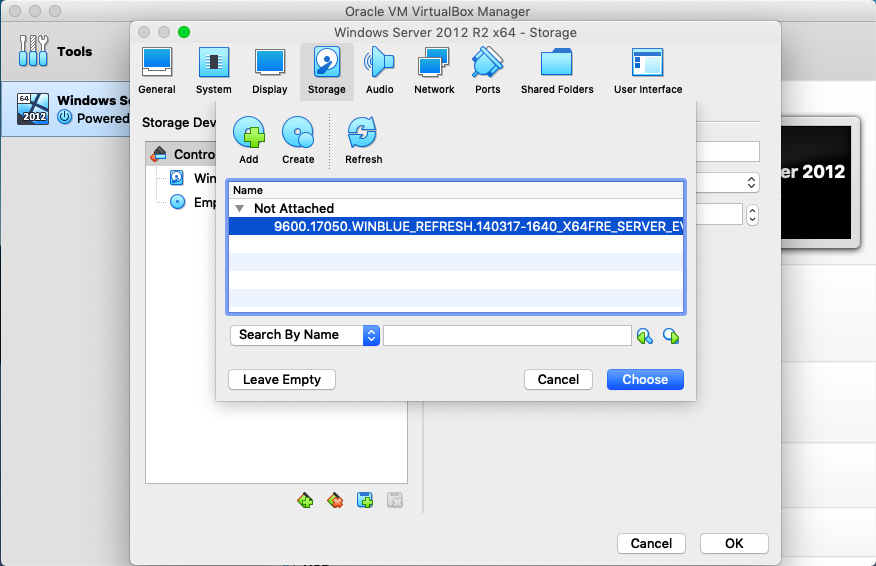 Oracle VM VirtualBox Manager
Windows Server 2012 R2 x64 - Storage
Tools
General
System
Display
Storage
Audio
Network
Ports
Shared Folders
User Interface
64
2012
Windows Se
Powered
Storage Dev
Contro
Win
Emp
Add
Create
Refresh
er 2012
Name
Not Attached
9600.17050.WINBLUE_REFRESH.140317-1640_X64FRE_SERVER_EV
Search By Name
Leave Empty
Cancel
Choose
Cancel
OK